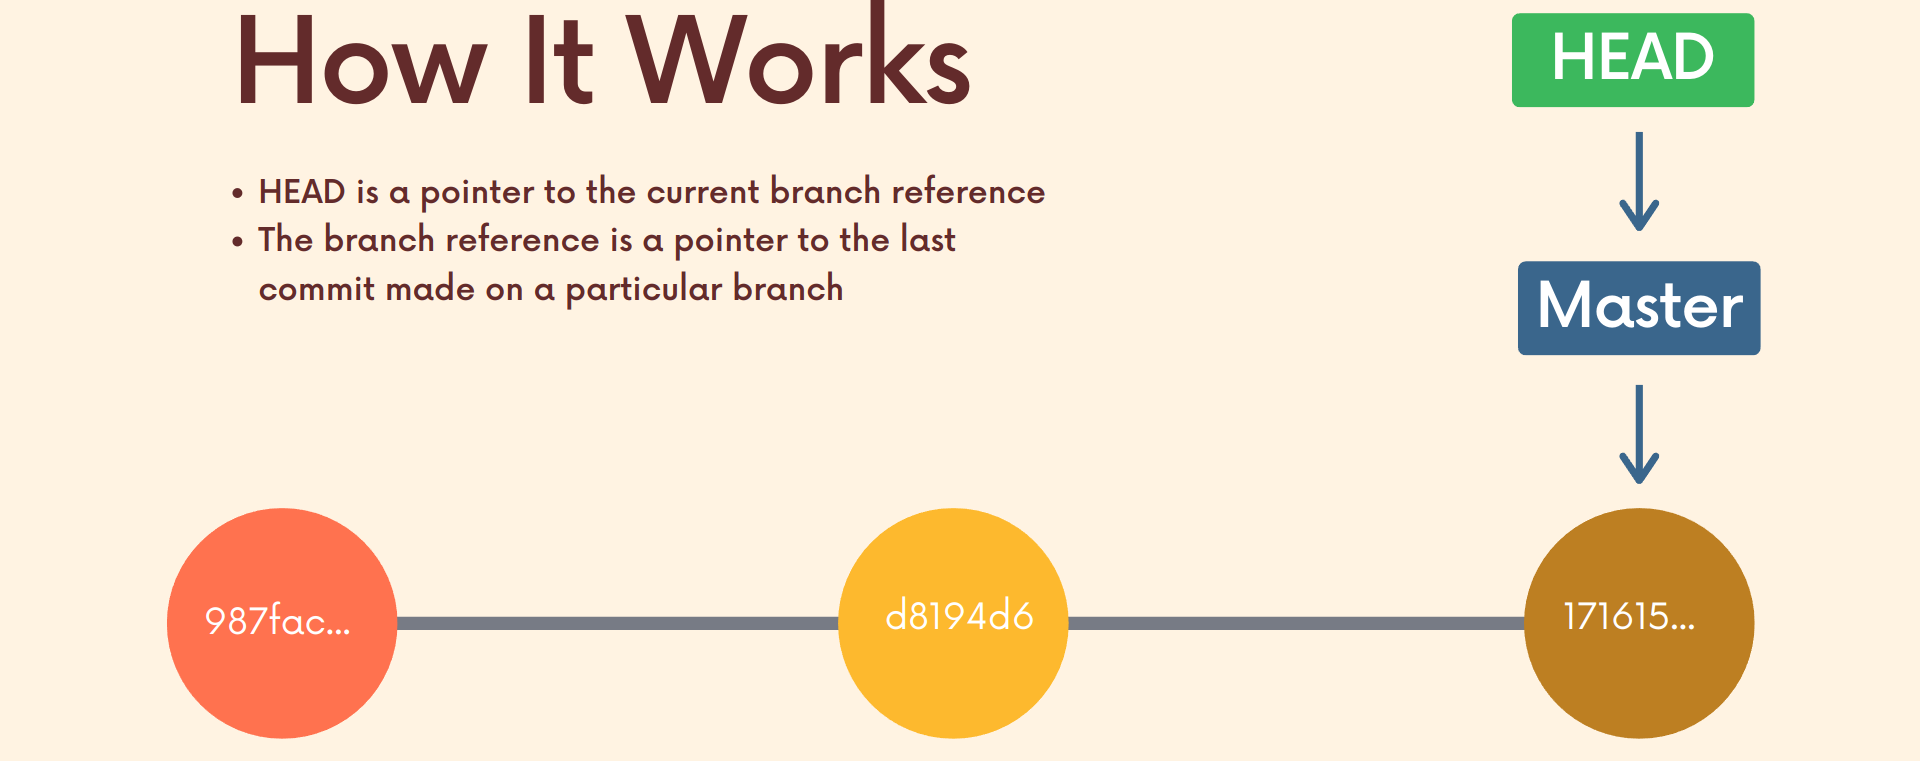 How It Works
HEAD
• HEAD is a pointer to the current branch reference
• The branch reference is a pointer to the last
commit made on a particular branch
Master
987fac...
d8194d6
171615...